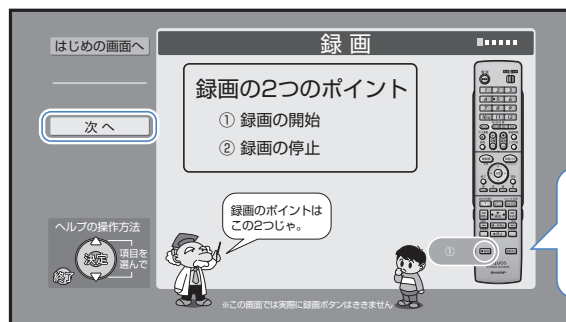 はじめの画面へ
録画
録画の2つのポイント
① 録画の開始
② 録画の停止
次へ
録画のポイントは
この2つじゃ。
ヘルプの操作方法
決定
項目を
選んで
終了
①
※この画面では実際に録画ボタンはききません
SHARP